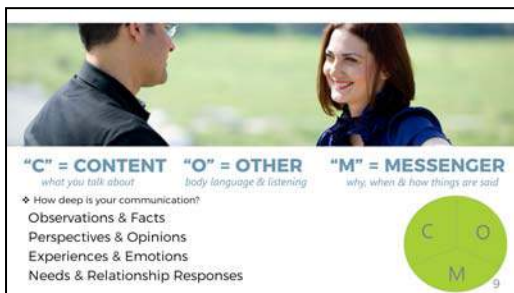 “C” = CONTENT “O” = OTHER “M” = MESSENGER
what you talk about body language & listening why, when & how things are said
❖ How deep is your communication?
Observations & Facts
Perspectives & Opinions
Experiences & Emotions
Needs & Relationship Responses
C O
M
9